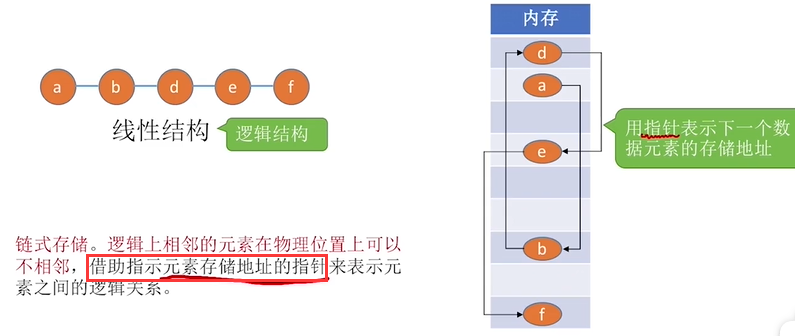 a b d e f
线性结构
逻辑结构
链式存储。逻辑上相邻的元素在物理位置上可以
不相邻，借助指示元素存储地址的指针来表示元
素之间的逻辑关系。
内存
d
a
e
b
f
用指针表示下一个数
据元素的存储地址